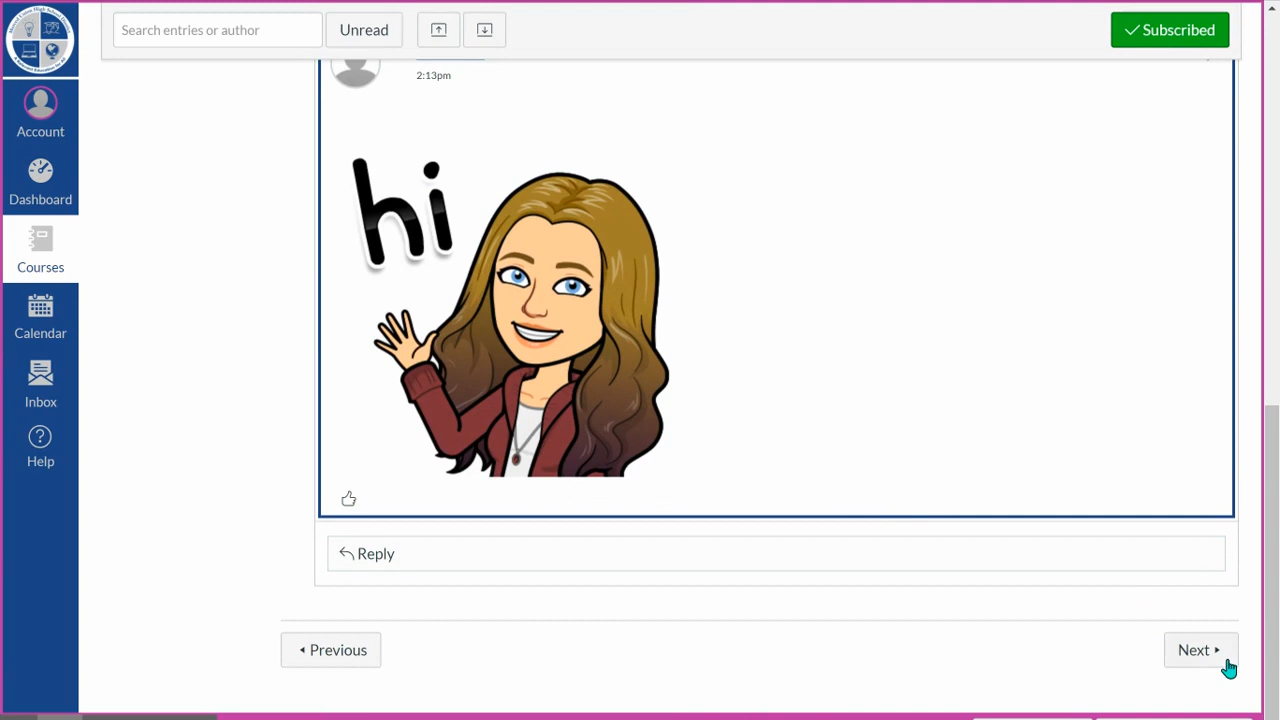 Search entries or author
Unread
Subscribed
2:13pm
Account
Dashboard
Courses
Calendar
Inbox
Help
hi
Reply
Previous
Next